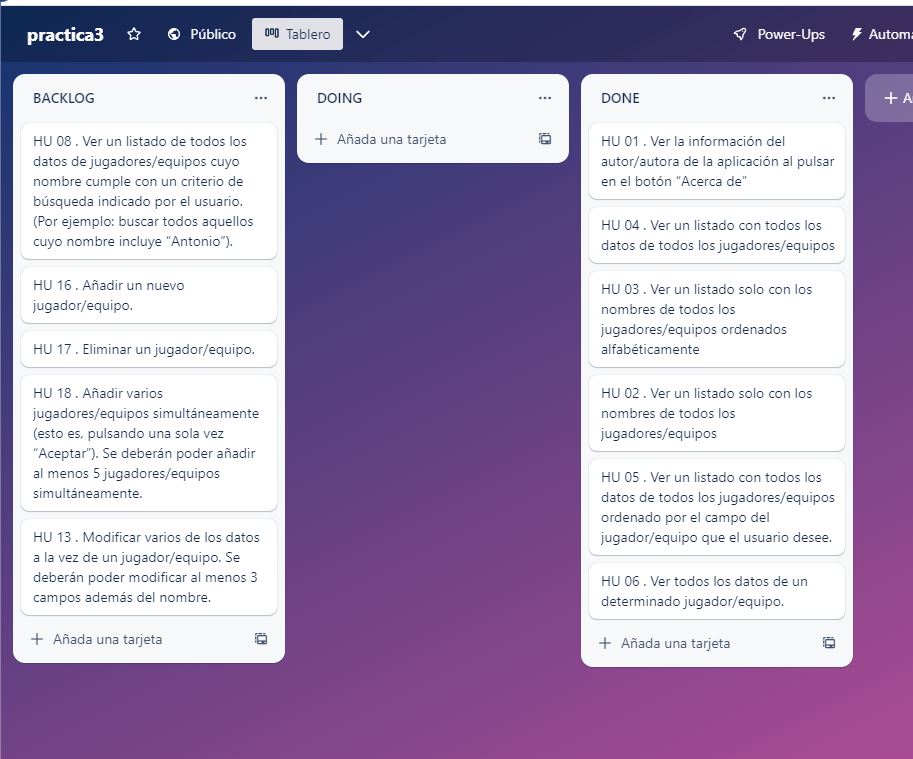 practica3
Público
Tablero
Power-Ups
BACKLOG
HU 08 . Ver un listado de todos los
datos de jugadores/equipos cuyo
nombre cumple con un criterio de
búsqueda indicado por el usuario.
(Por ejemplo: buscar todos aquellos
cuyo nombre incluye “Antonio”).
HU 16 . Añadir un nuevo
jugador/equipo.
HU 17 . Eliminar un jugador/equipo.
HU 18 . Añadir varios
jugadores/equipos simultáneamente
(esto es, pulsando una sola vez
“Aceptar”). Se deberán poder añadir
al menos 5 jugadores/equipos
simultáneamente.
HU 13 . Modificar varios de los datos
a la vez de un jugador/equipo. Se
deberán poder modificar al menos 3
campos además del nombre.
Añada una tarjeta
DOING
Añada una tarjeta
DONE
HU 01 . Ver la información del
autor/autora de la aplicación al pulsar
en el botón “Acerca de”
HU 04 . Ver un listado con todos los
datos de todos los jugadores/equipos
HU 03 . Ver un listado solo con los
nombres de todos los
jugadores/equipos ordenados
alfabéticamente
HU 02 . Ver un listado solo con los
nombres de todos los
jugadores/equipos
HU 05 . Ver un listado con todos los
datos de todos los jugadores/equipos
ordenado por el campo del
jugador/equipo que el usuario desee.
HU 06 . Ver todos los datos de un
determinado jugador/equipo.
Añada una tarjeta